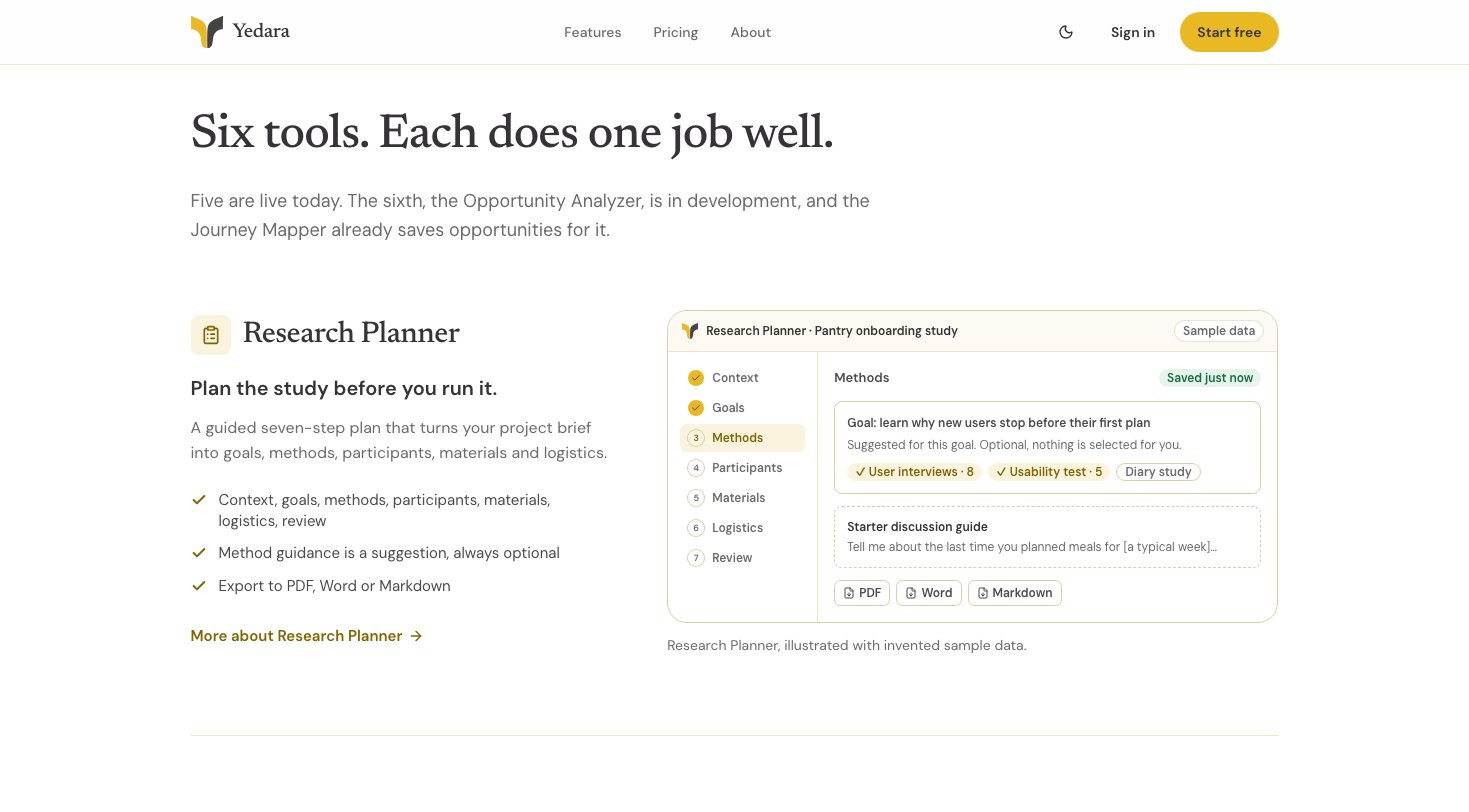 Yedara
Features
Pricing
About
Sign in
Start free
Six tools. Each does one job well.
Five are live today. The sixth, the Opportunity Analyzer, is in development, and the
Journey Mapper already saves opportunities for it.
Research Planner
Plan the study before you run it.
A guided seven-step plan that turns your project brief
into goals, methods, participants, materials and logistics.
Context, goals, methods, participants, materials,
logistics, review
Method guidance is a suggestion, always optional
Export to PDF, Word or Markdown
More about Research Planner →
Research Planner · Pantry onboarding study
Sample data
Context
Goals
3 Methods
4 Participants
5 Materials
6 Logistics
7 Review
Methods
Saved just now
Goal: learn why new users stop before their first plan
Suggested for this goal. Optional, nothing is selected for you.
✓ User interviews · 8
✓ Usability test · 5
Diary study
Starter discussion guide
Tell me about the last time you planned meals for [a typical week]...
PDF
Word
Markdown
Research Planner, illustrated with invented sample data.